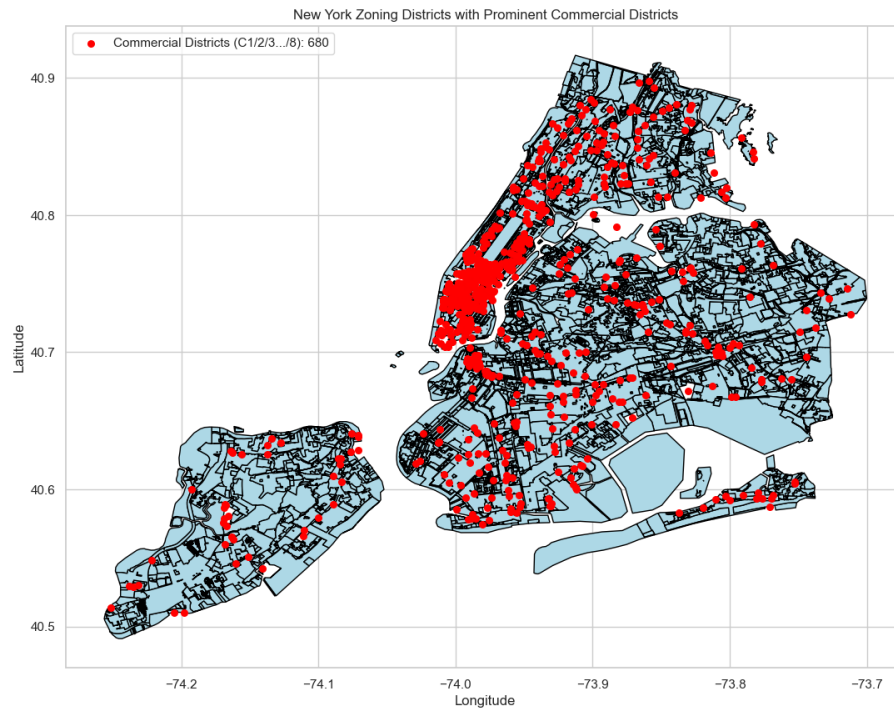 New York Zoning Districts with Prominent Commercial Districts
Commercial Districts (C1/2/3.../8): 680
40.9
40.8
40.7
40.6
40.5
Latitude
−74.2
−74.1
−74.0
−73.9
−73.8
−73.7
Longitude